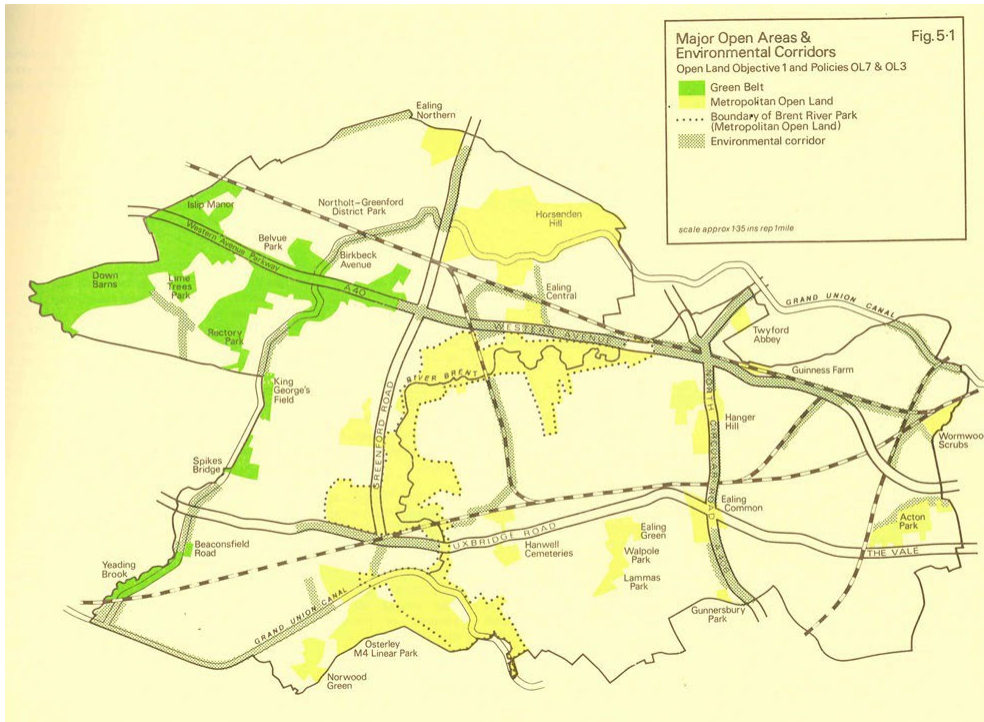 Major Open Areas &
Environmental Corridors
Fig. 5·1
Open Land Objective 1 and Policies OL7 & OL3
Green Belt
Metropolitan Open Land
Boundary of Brent River Park
(Metropolitan Open Land)
Environmental corridor
scale approx 1·35 ins rep 1mile
Ealing
Northern
Islip Manor
Northolt-Greenford
District Park
Horsenden
Hill
Western Avenue Parkway
Belvue
Park
Birkbeck
Avenue
A40
Down
Barns
Lime
Trees
Park
Ealing
Central
GRAND UNION CANAL
Rectory
Park
WESTERN AVENUE
Twyford
Abbey
RIVER BRENT
Guinness Farm
King
George's
Field
GREENFORD ROAD
NORTH CIRCULAR ROAD
Hanger
Hill
Wormwood
Scrubs
Spikes
Bridge
Ealing
Common
Acton
Park
Beaconsfield
Road
UXBRIDGE ROAD
Hanwell
Cemeteries
Ealing
Green
Walpole
Park
Lammas
Park
THE VALE
Yeading
Brook
GRAND UNION CANAL
Gunnersbury
Park
Osterley
M4 Linear Park
Norwood
Green